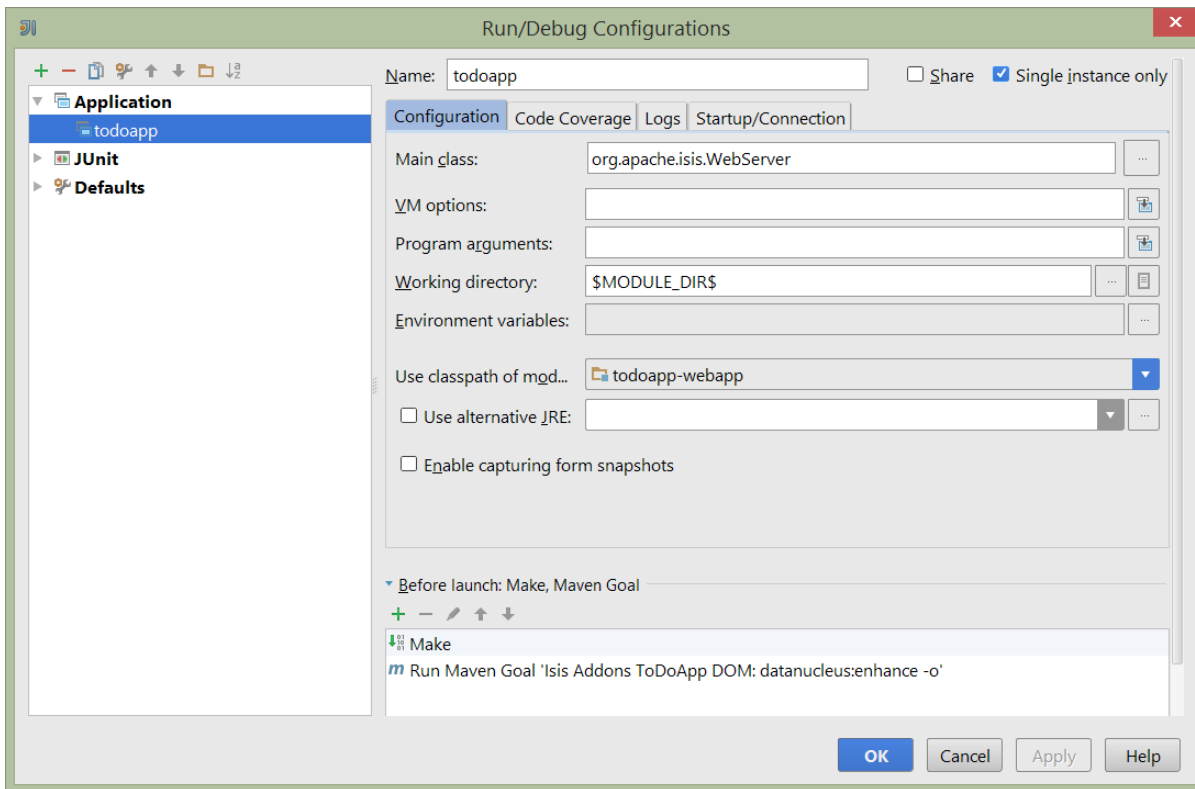 Run/Debug Configurations
Name: todoapp
Share
Single instance only
Application
todoapp
JUnit
Defaults
Configuration Code Coverage Logs Startup/Connection
Main class: org.apache.isis.WebServer
VM options:
Program arguments:
Working directory: $MODULE_DIR$
Environment variables:
Use classpath of mod... todoapp-webapp
Use alternative JRE:
Enable capturing form snapshots
Before launch: Make, Maven Goal
Make
Run Maven Goal 'Isis Addons ToDoApp DOM: datanucleus:enhance -o'
OK Cancel Apply Help